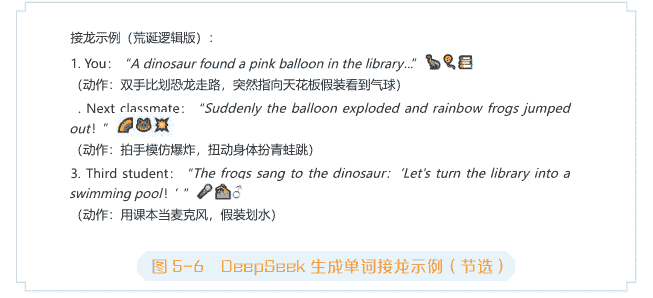 接龙示例（荒诞逻辑版）：
1. You：“A dinosaur found a pink balloon in the library...”
（动作：双手比划恐龙走路，突然指向天花板假装看到气球）
. Next classmate：“Suddenly the balloon exploded and rainbow frogs jumped
out！”
（动作：拍手模仿爆炸，扭动身体扮青蛙跳）
3. Third student：“The frogs sang to the dinosaur：‘Let's turn the library into a
swimming pool！’”
（动作：用课本当麦克风，假装划水）
图 5-6 DeepSeek 生成单词接龙示例（节选）